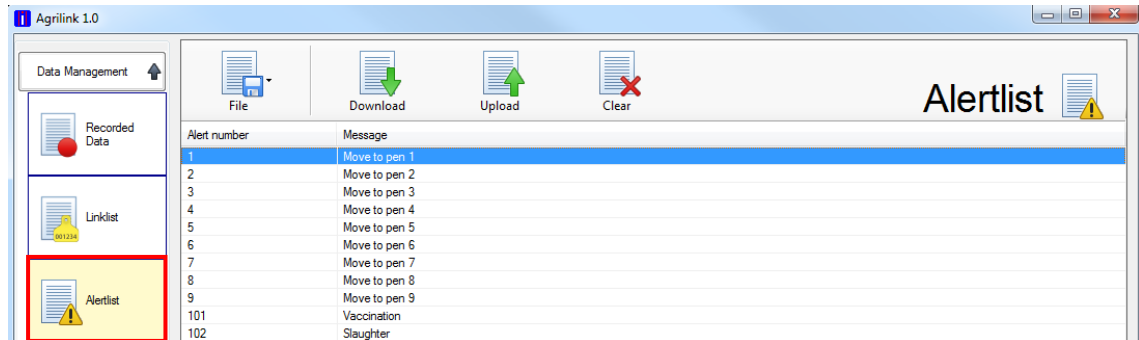 Agrilink 1.0
Data Management
Recorded
Data
001234
Linklist
Alertlist
File
Download
Upload
Clear
Alertlist
Alert number Message
1 Move to pen 1
2 Move to pen 2
3 Move to pen 3
4 Move to pen 4
5 Move to pen 5
6 Move to pen 6
7 Move to pen 7
8 Move to pen 8
9 Move to pen 9
101 Vaccination
102 Slaughter